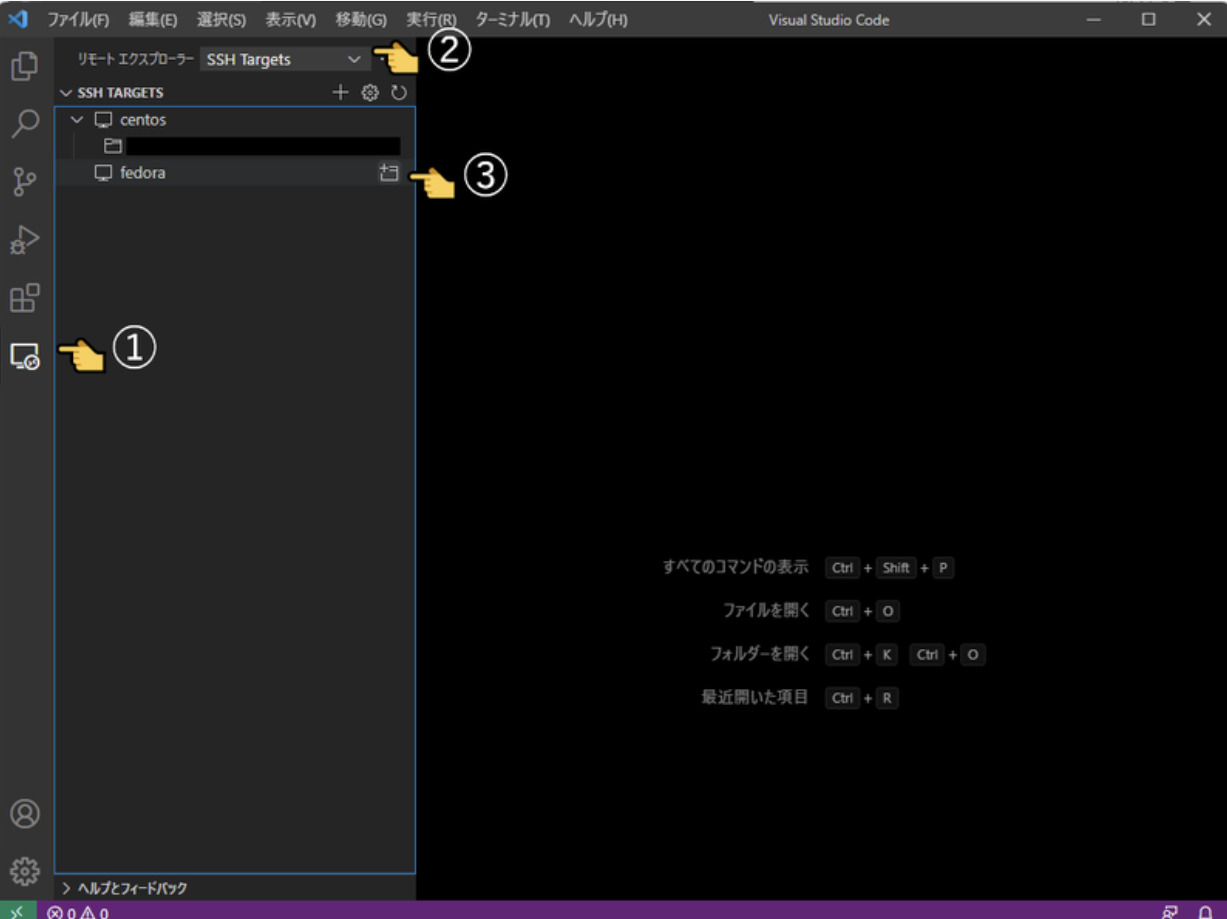 ファイル(F) 編集(E) 選択(S) 表示(V) 移動(G) 実行(R) ターミナル(T) ヘルプ(H) Visual Studio Code
リモート エクスプローラー SSH Targets ②
SSH TARGETS
centos
fedora ③
①
すべてのコマンドの表示 Ctrl + Shift + P
ファイルを開く Ctrl + O
フォルダーを開く Ctrl + K Ctrl + O
最近開いた項目 Ctrl + R
ヘルプとフィードバック
0 0